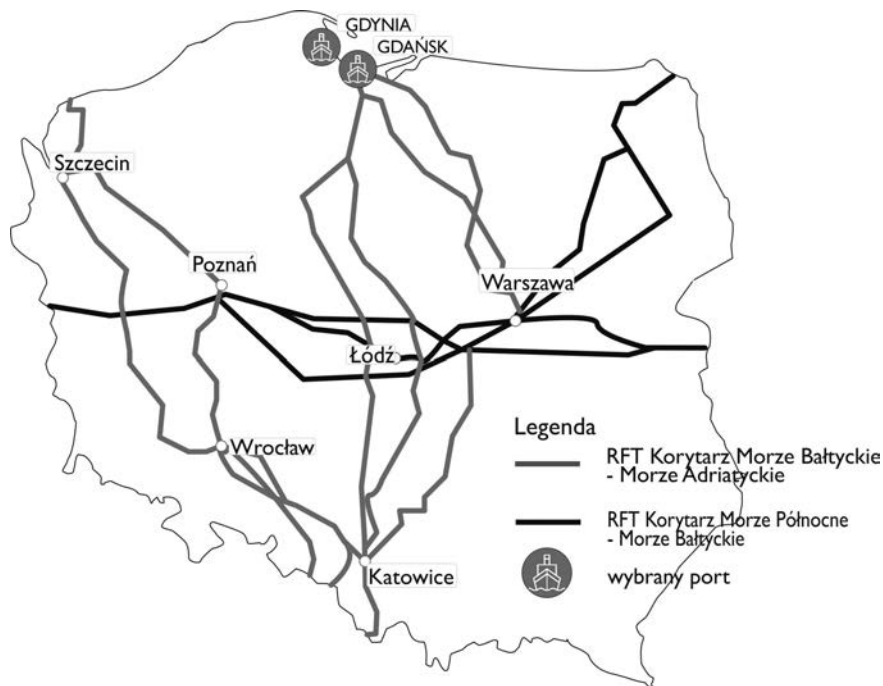 GDYNIA
GDAŃSK
Szczecin
Poznań
Warszawa
Łódź
Wrocław
Katowice
Legenda
RFT Korytarz Morze Bałtyckie
- Morze Adriatyckie
RFT Korytarz Morze Północne
- Morze Bałtyckie
wybrany port